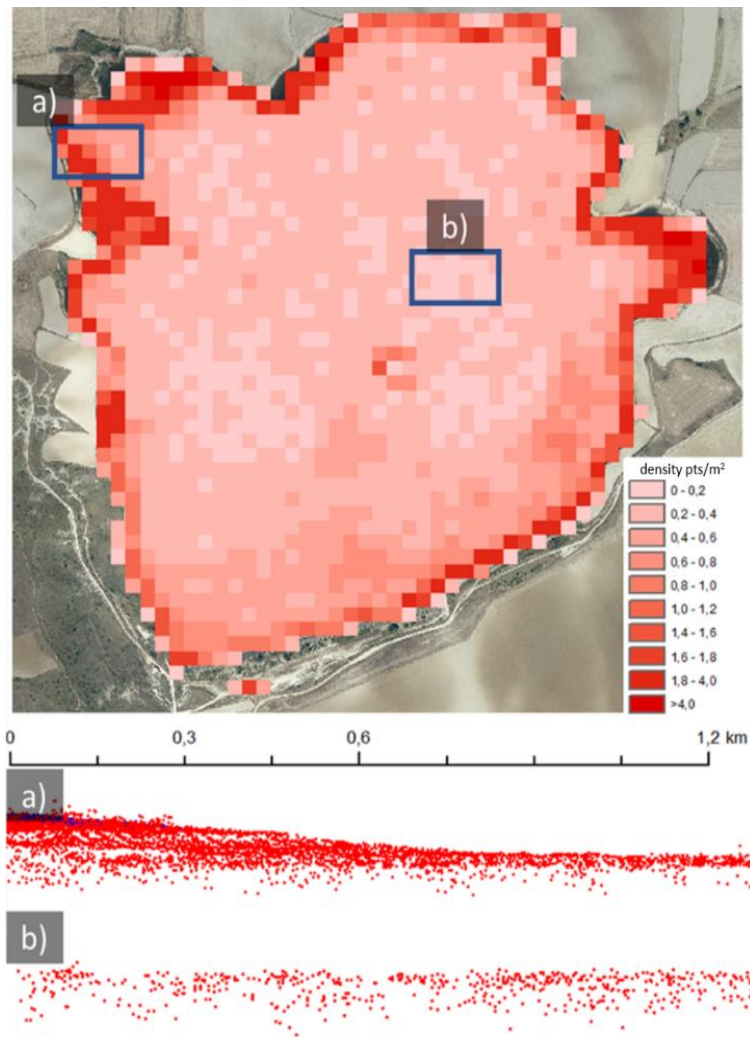 a)
b)
density pts/m²
0 - 0,2
0,2 - 0,4
0,4 - 0,6
0,6 - 0,8
0,8 - 1,0
1,0 - 1,2
1,4 - 1,6
1,6 - 1,8
1,8 - 4,0
>4,0
0 0,3 0,6 1,2 km
a)
b)